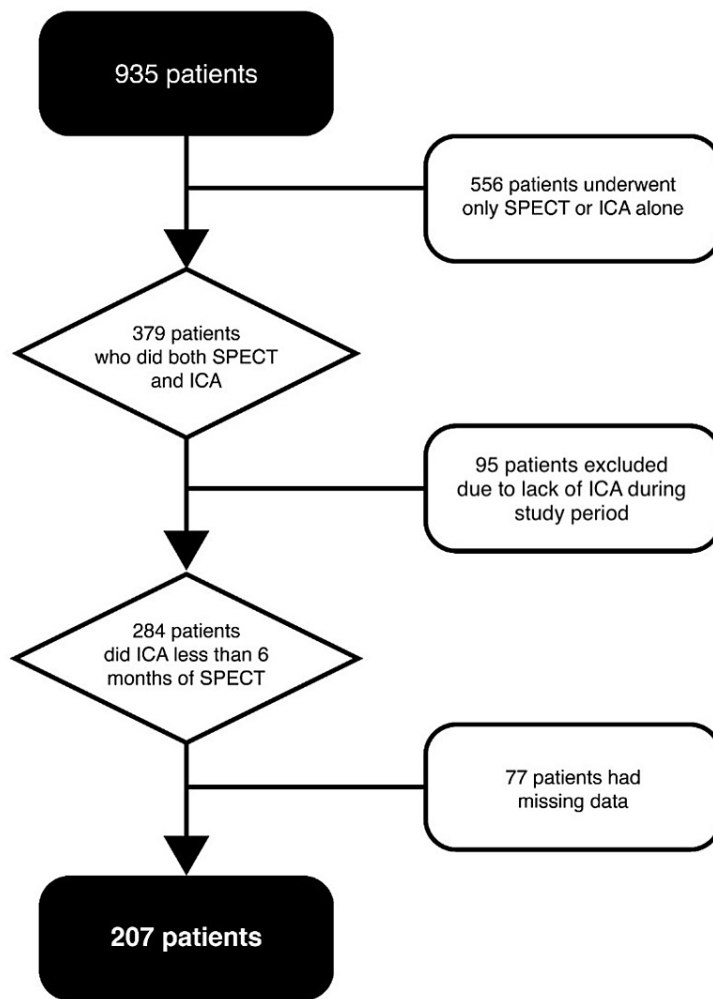 935 patients
556 patients underwent
only SPECT or ICA alone
379 patients
who did both SPECT
and ICA
95 patients excluded
due to lack of ICA during
study period
284 patients
did ICA less than 6
months of SPECT
77 patients had
missing data
207 patients